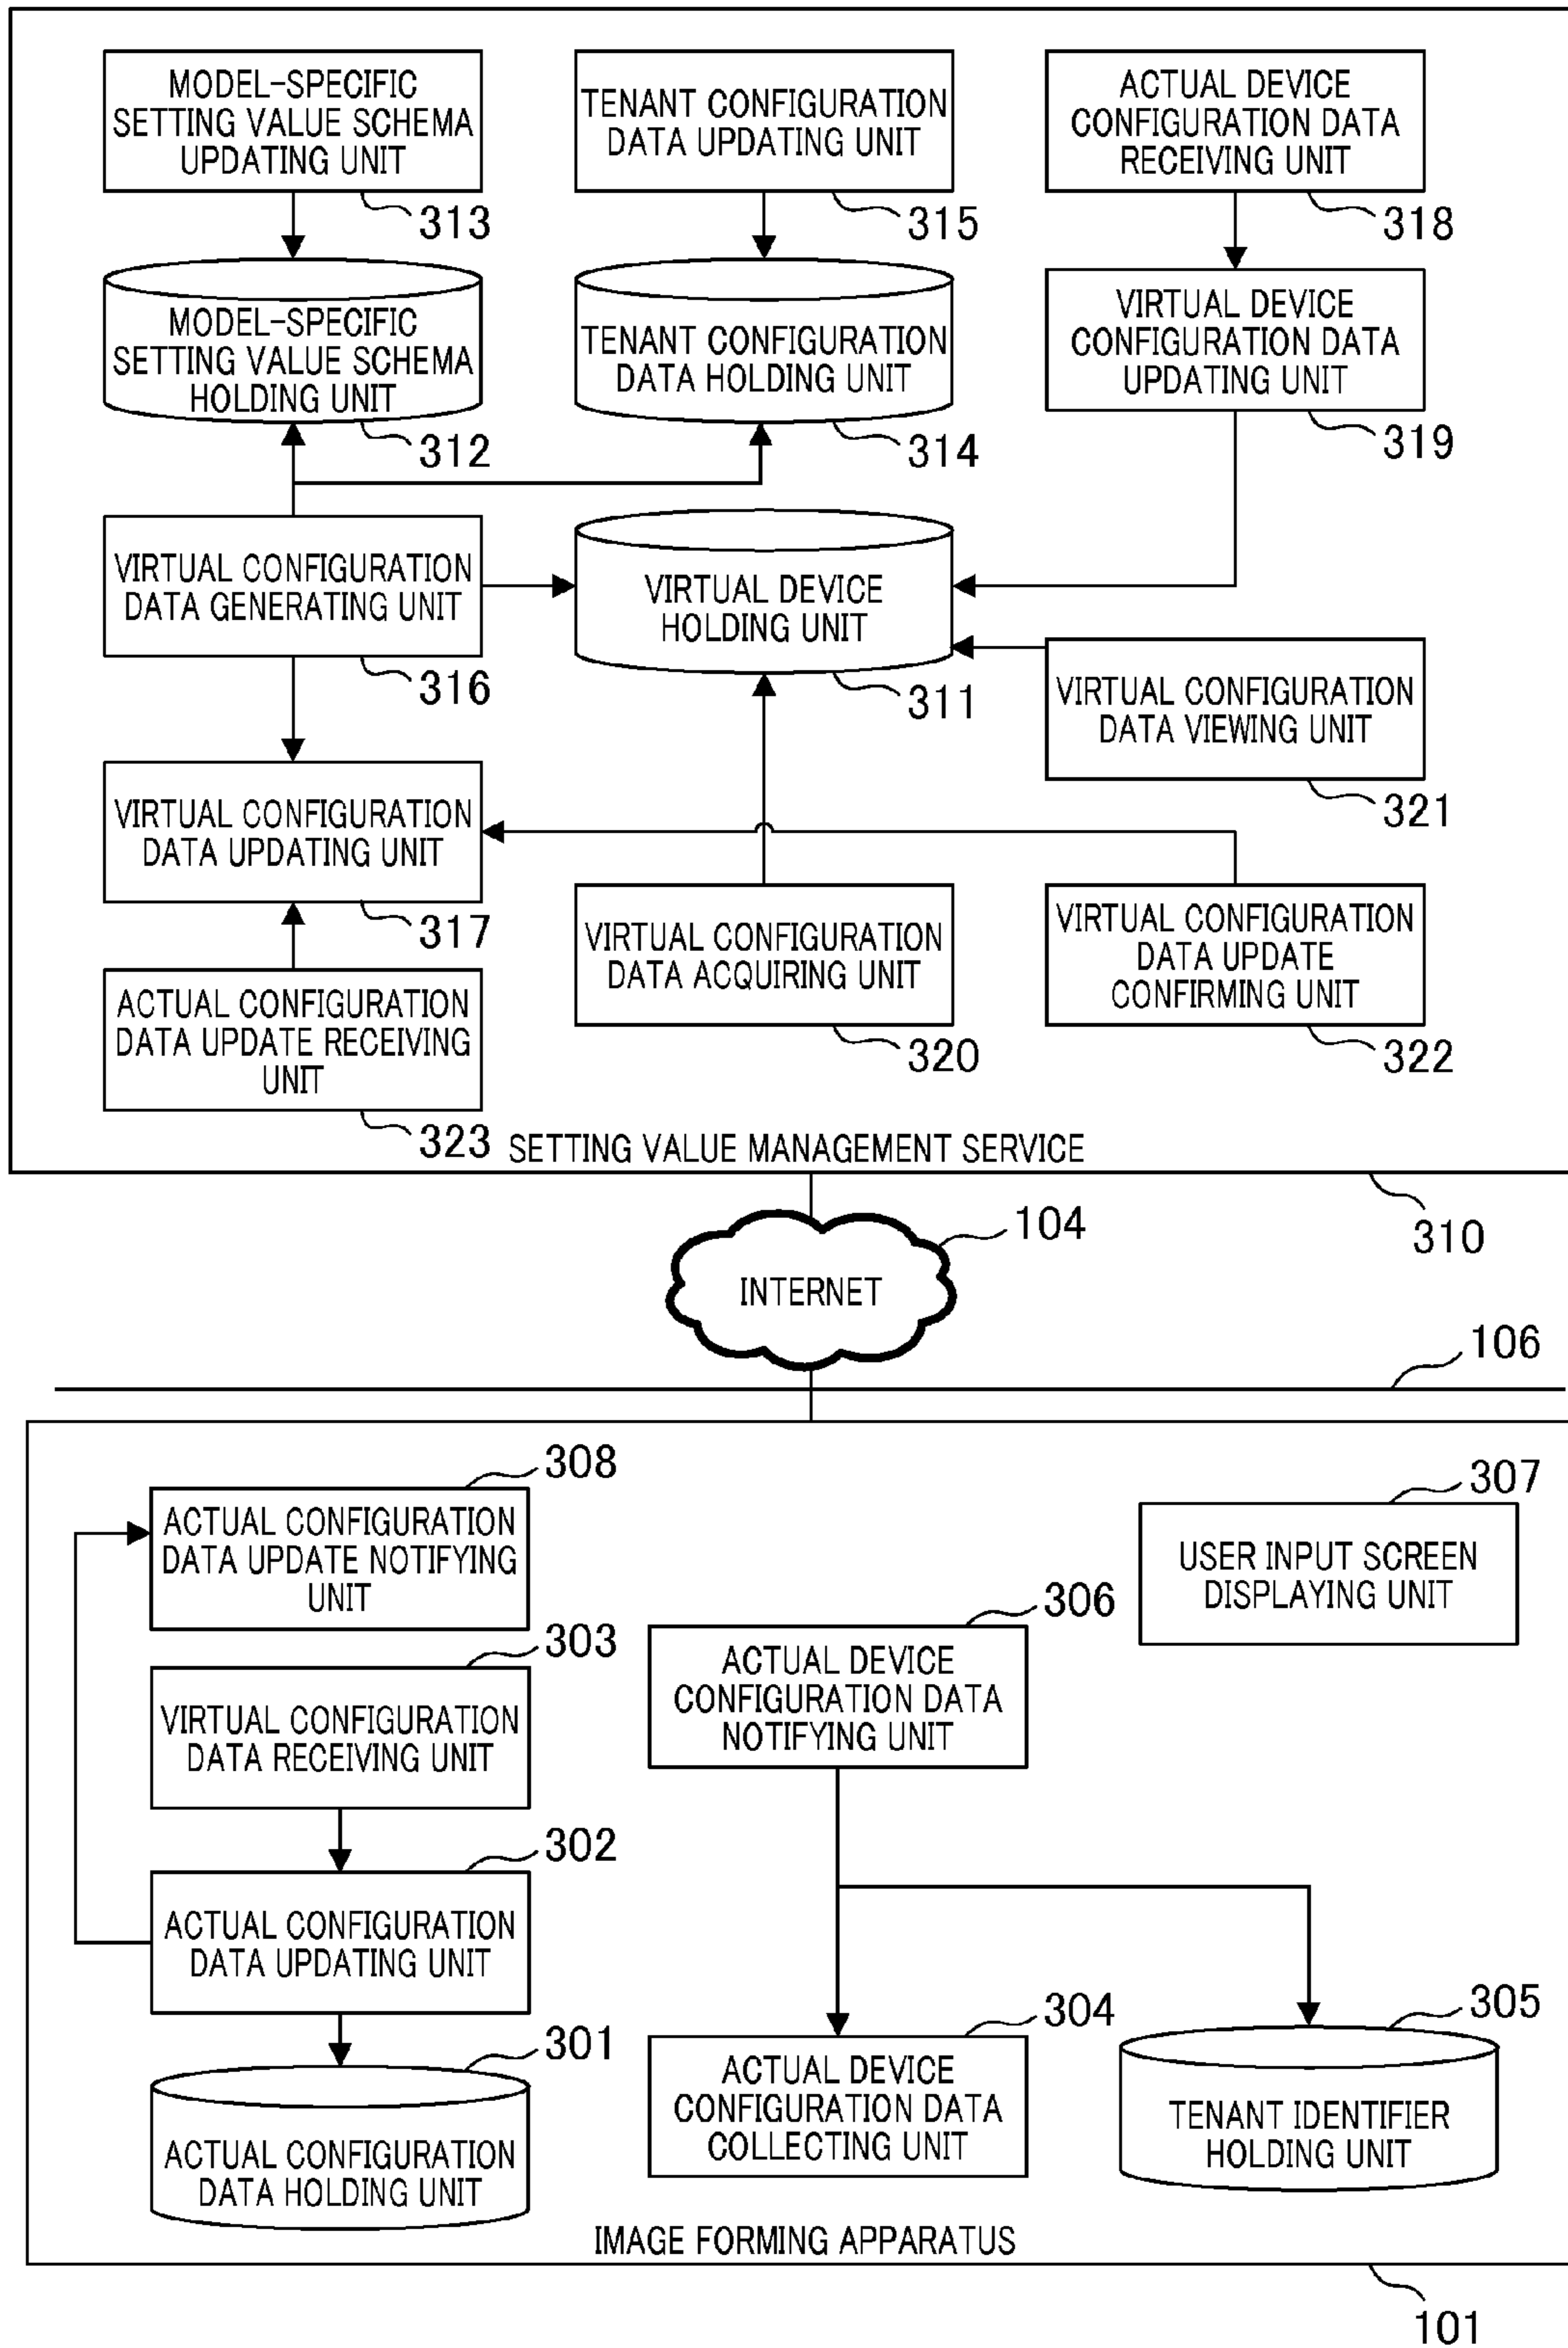 MODEL-SPECIFIC
SETTING VALUE SCHEMA
UPDATING UNIT
313
TENANT CONFIGURATION
DATA UPDATING UNIT
315
ACTUAL DEVICE
CONFIGURATION DATA
RECEIVING UNIT
318
MODEL-SPECIFIC
SETTING VALUE SCHEMA
HOLDING UNIT
312
TENANT CONFIGURATION
DATA HOLDING UNIT
314
VIRTUAL DEVICE
CONFIGURATION DATA
UPDATING UNIT
319
VIRTUAL CONFIGURATION
DATA GENERATING UNIT
316
VIRTUAL DEVICE
HOLDING UNIT
311
VIRTUAL CONFIGURATION
DATA VIEWING UNIT
321
VIRTUAL CONFIGURATION
DATA UPDATING UNIT
317
VIRTUAL CONFIGURATION
DATA ACQUIRING UNIT
320
VIRTUAL CONFIGURATION
DATA UPDATE
CONFIRMING UNIT
322
ACTUAL CONFIGURATION
DATA UPDATE RECEIVING
UNIT
323
SETTING VALUE MANAGEMENT SERVICE
310
104
INTERNET
106
308
ACTUAL CONFIGURATION
DATA UPDATE NOTIFYING
UNIT
307
USER INPUT SCREEN
DISPLAYING UNIT
306
ACTUAL DEVICE
CONFIGURATION DATA
NOTIFYING UNIT
303
VIRTUAL CONFIGURATION
DATA RECEIVING UNIT
302
ACTUAL CONFIGURATION
DATA UPDATING UNIT
301
ACTUAL CONFIGURATION
DATA HOLDING UNIT
304
ACTUAL DEVICE
CONFIGURATION DATA
COLLECTING UNIT
305
TENANT IDENTIFIER
HOLDING UNIT
IMAGE FORMING APPARATUS
101